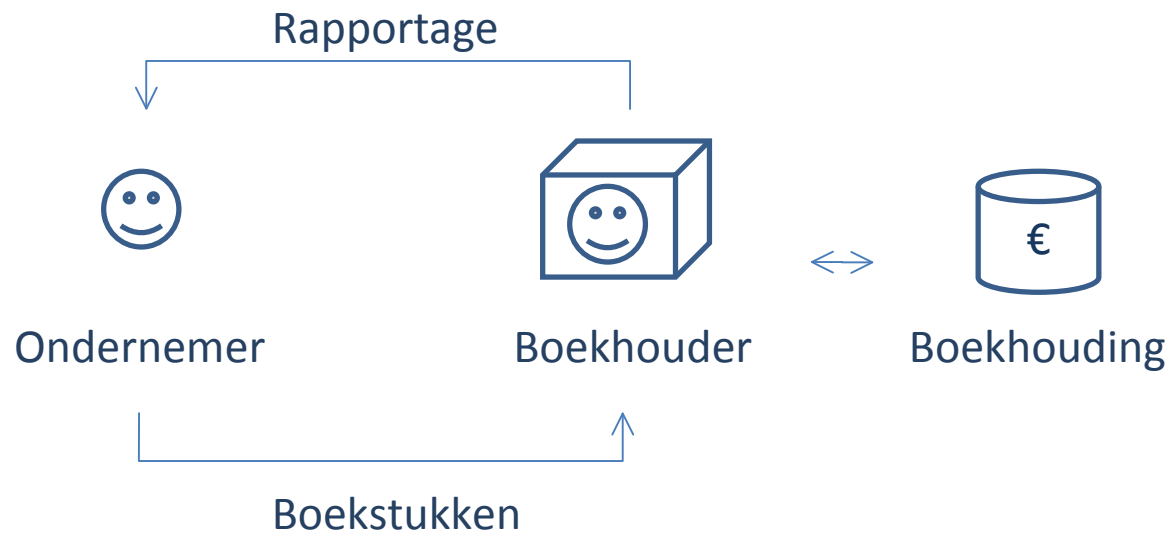 Rapportage
€
Ondernemer
Boekhouder
Boekhouding
Boekstukken